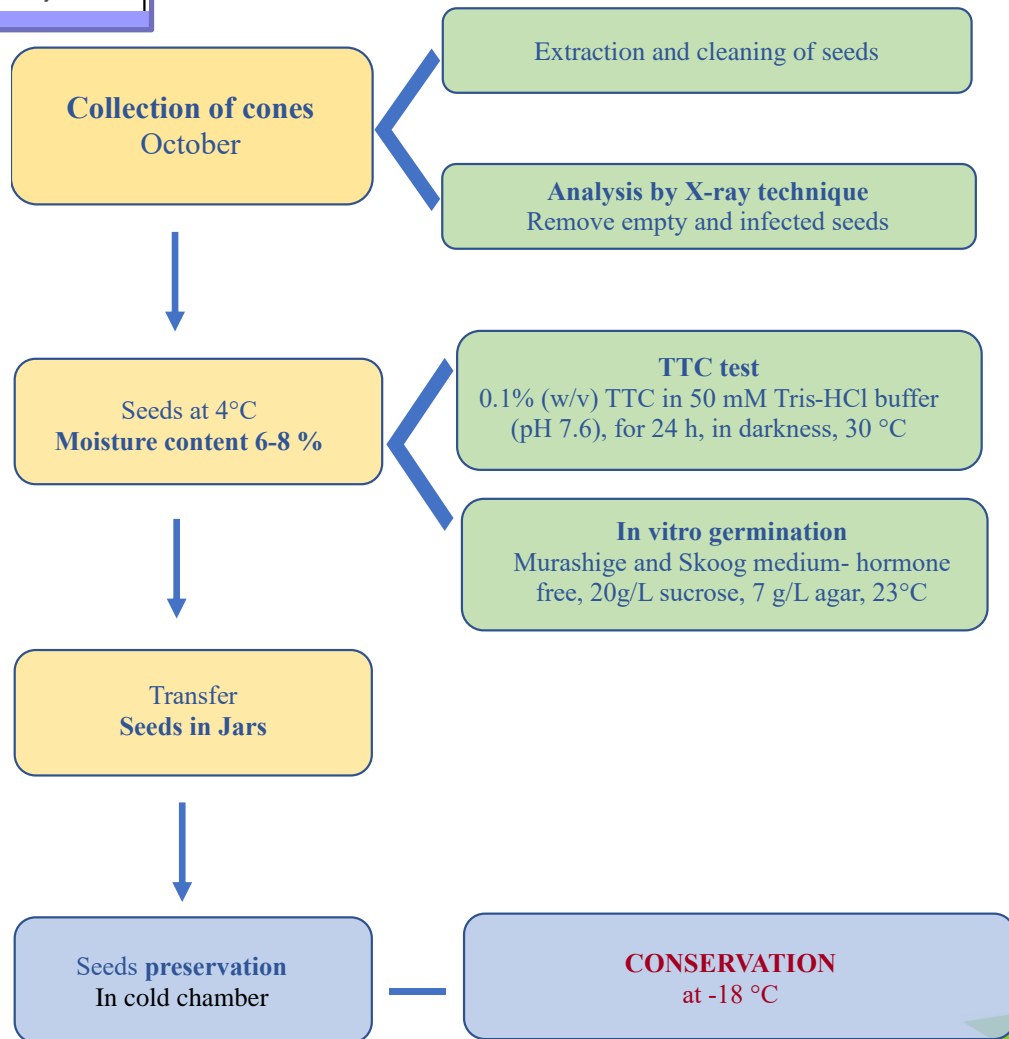 Collection of cones
October
Extraction and cleaning of seeds
Analysis by X-ray technique
Remove empty and infected seeds
Seeds at 4°C
Moisture content 6-8 %
TTC test
0.1% (w/v) TTC in 50 mM Tris-HCl buffer
(pH 7.6), for 24 h, in darkness, 30 °C
In vitro germination
Murashige and Skoog medium- hormone
free, 20g/L sucrose, 7 g/L agar, 23°C
Transfer
Seeds in Jars
Seeds preservation
In cold chamber
CONSERVATION
at -18 °C